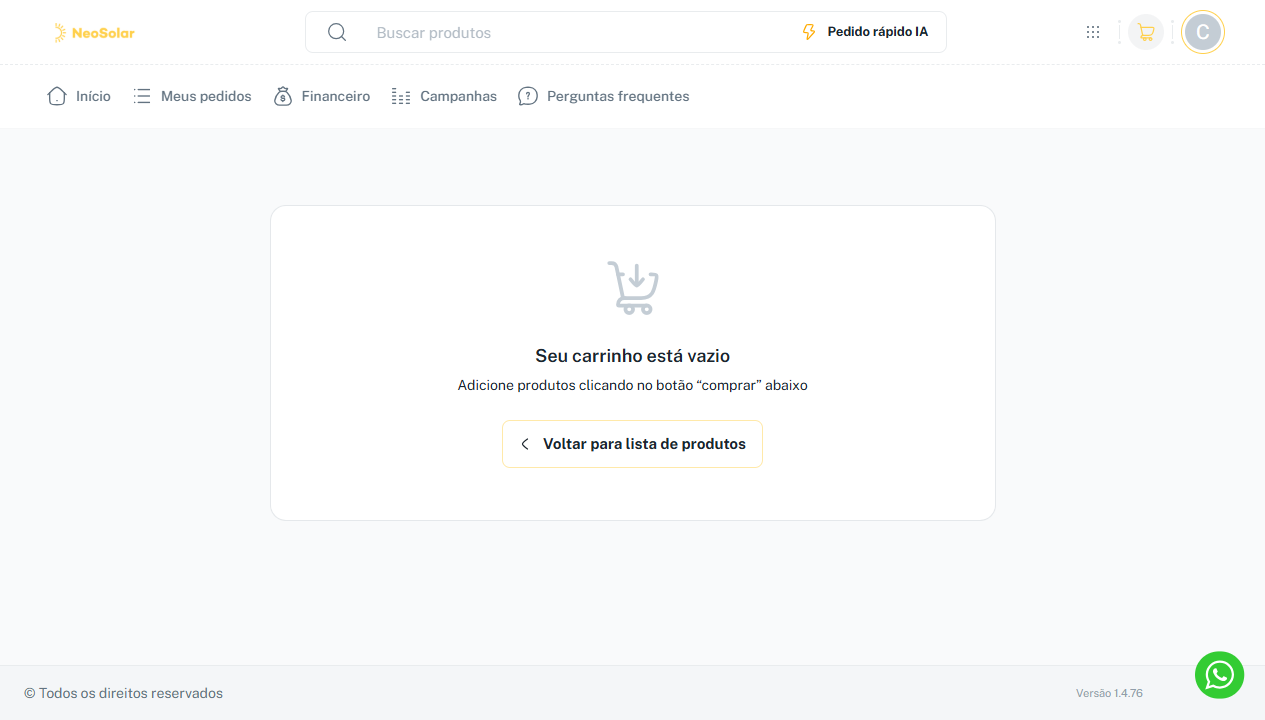 NeoSolar
Buscar produtos
Pedido rápido IA
C
Início
Meus pedidos
Financeiro
Campanhas
Perguntas frequentes
Seu carrinho está vazio
Adicione produtos clicando no botão “comprar” abaixo
Voltar para lista de produtos
© Todos os direitos reservados
Versão 1.4.76